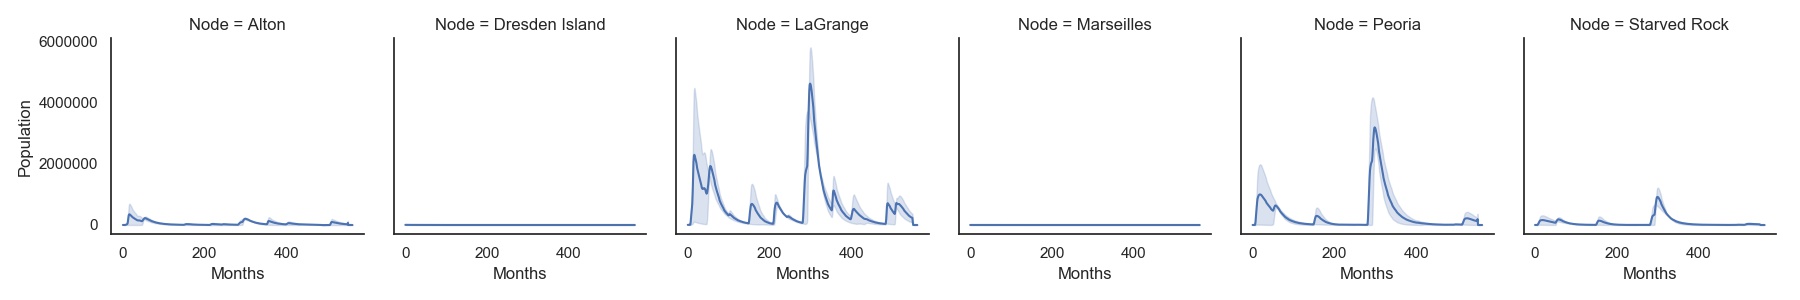 Node = Alton
Node = Dresden Island
Node = LaGrange
Node = Marseilles
Node = Peoria
Node = Starved Rock
Population
6000000
4000000
2000000
0
0 200 400
0 200 400
0 200 400
0 200 400
0 200 400
0 200 400
Months
Months
Months
Months
Months
Months